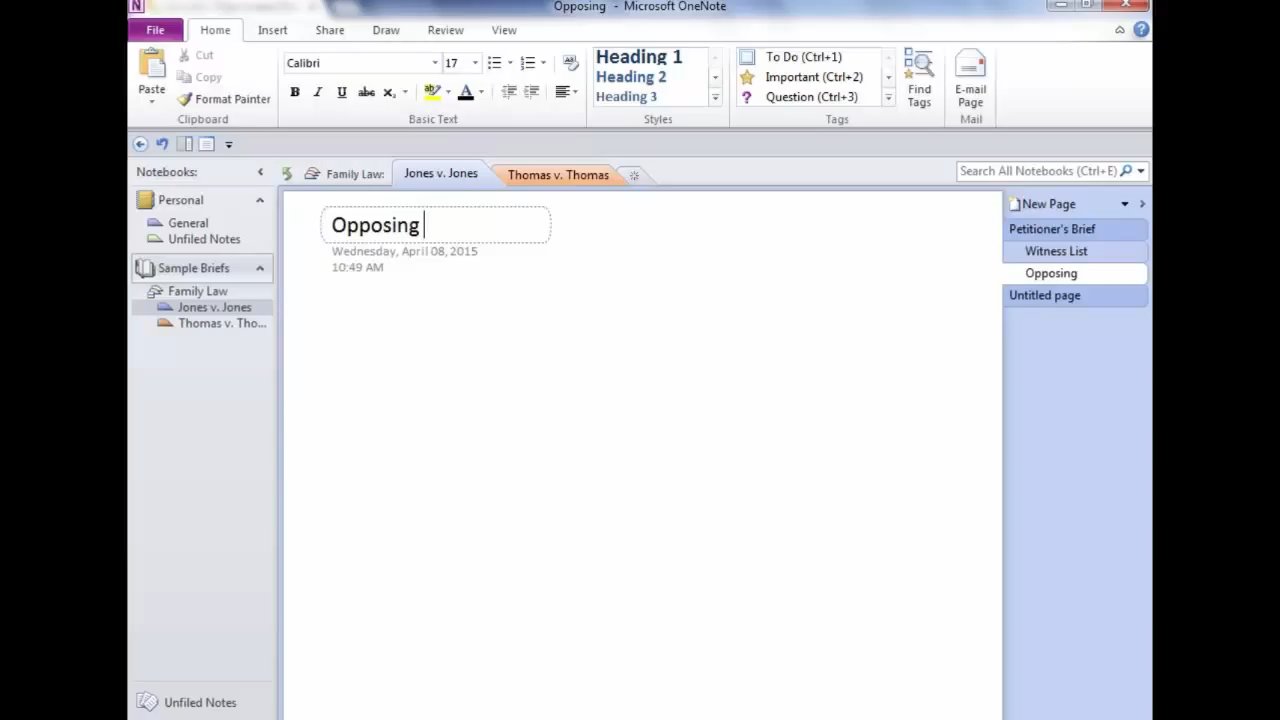 Opposing - Microsoft OneNote
File Home Insert Share Draw Review View
Cut
Copy
Paste
Format Painter
Clipboard
Calibri 17
B I U abc X₂ ab A
Basic Text
Heading 1
Heading 2
Heading 3
Styles
To Do (Ctrl+1)
Important (Ctrl+2)
Question (Ctrl+3)
Tags
Find
Tags
E-mail
Page
Mail
Notebooks:
Family Law: Jones v. Jones Thomas v. Thomas
Search All Notebooks (Ctrl+E)
Personal
General
Unfiled Notes
Sample Briefs
Family Law
Jones v. Jones
Thomas v. Tho...
Unfiled Notes
Opposing
Wednesday, April 08, 2015
10:49 AM
New Page
Petitioner's Brief
Witness List
Opposing
Untitled page